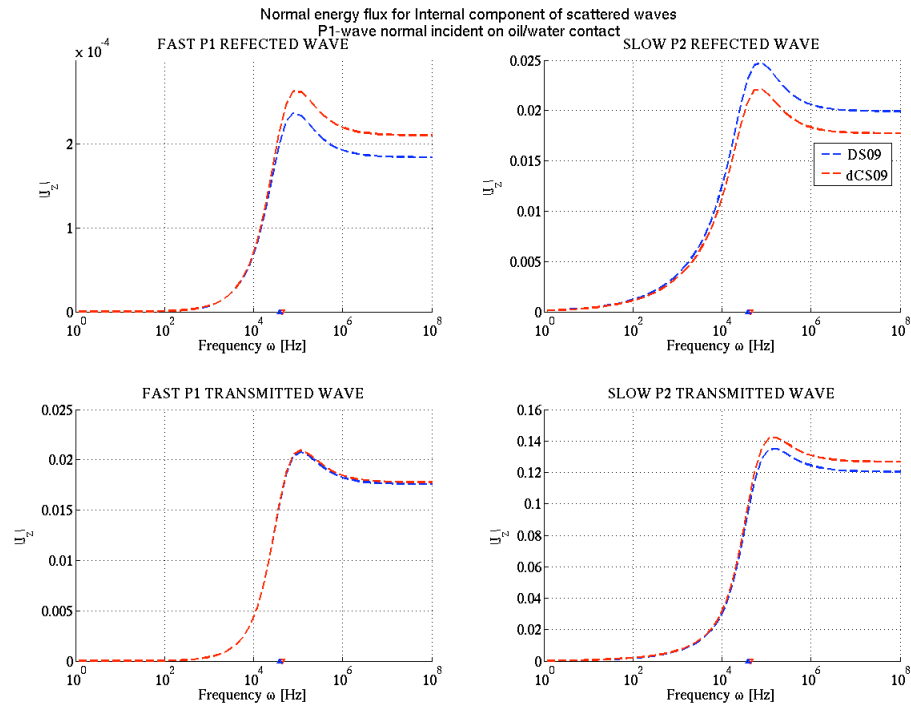 Normal energy flux for Internal component of scattered waves
P1-wave normal incident on oil/water contact
FAST P1 REFECTED WAVE
x 10^-4
2
1
0
|J_z|
10^0 10^2 10^4 10^6 10^8
Frequency ω [Hz]
SLOW P2 REFECTED WAVE
0.025
0.02
0.015
0.01
0.005
0
|J_z|
DS09
dCS09
10^0 10^2 10^4 10^6 10^8
Frequency ω [Hz]
FAST P1 TRANSMITTED WAVE
0.025
0.02
0.015
0.01
0.005
0
|J_z|
10^0 10^2 10^4 10^6 10^8
Frequency ω [Hz]
SLOW P2 TRANSMITTED WAVE
0.16
0.14
0.12
0.1
0.08
0.06
0.04
0.02
0
|J_z|
10^0 10^2 10^4 10^6 10^8
Frequency ω [Hz]